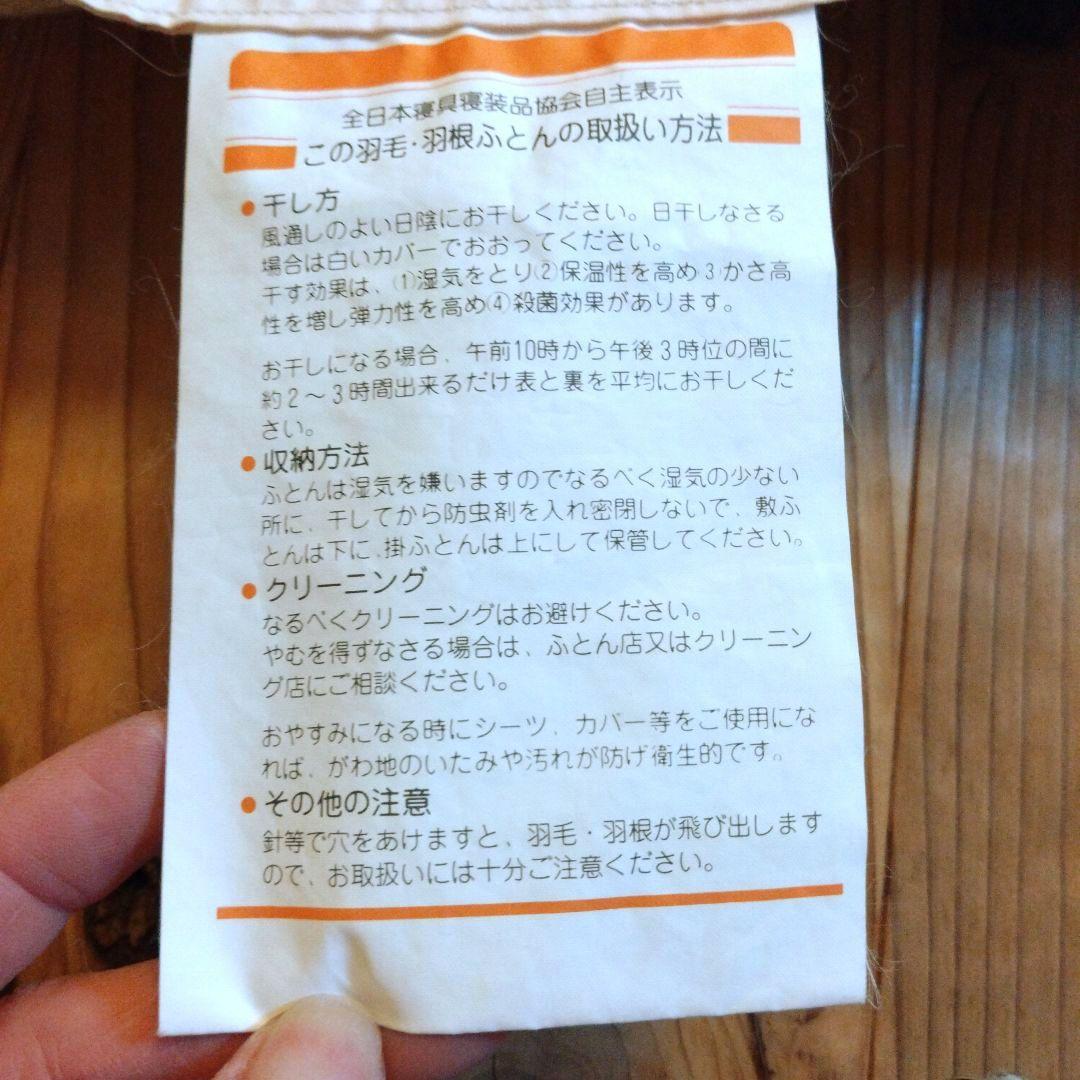 全日本寝具寝装品協会自主表示
この羽毛・羽根ふとんの取扱い方法
●干し方
風通しのよい日陰にお干しください。日干しなさる
場合は白いカバーでおおってください。
干す効果は、(1)湿気をとり(2)保温性を高め(3)かさ高
性を増し弾力性を高め(4)殺菌効果があります。
お干しになる場合、午前10時から午後3時位の間に
約2～3時間出来るだけ表と裏を平均にお干しくだ
さい。
●収納方法
ふとんは湿気を嫌いますのでなるべく湿気の少ない
所に、干してから防虫剤を入れ密閉しないで、敷ふ
とんは下に、掛ふとんは上にして保管してください。
●クリーニング
なるべくクリーニングはお避けください。
やむを得ずなさる場合は、ふとん店又はクリーニン
グ店にご相談ください。
おやすみになる時にシーツ、カバー等をご使用にな
れば、がわ地のいたみや汚れが防げ衛生的です。
●その他の注意
針等で穴をあけますと、羽毛・羽根が飛び出します
ので、お取扱いには十分ご注意ください。